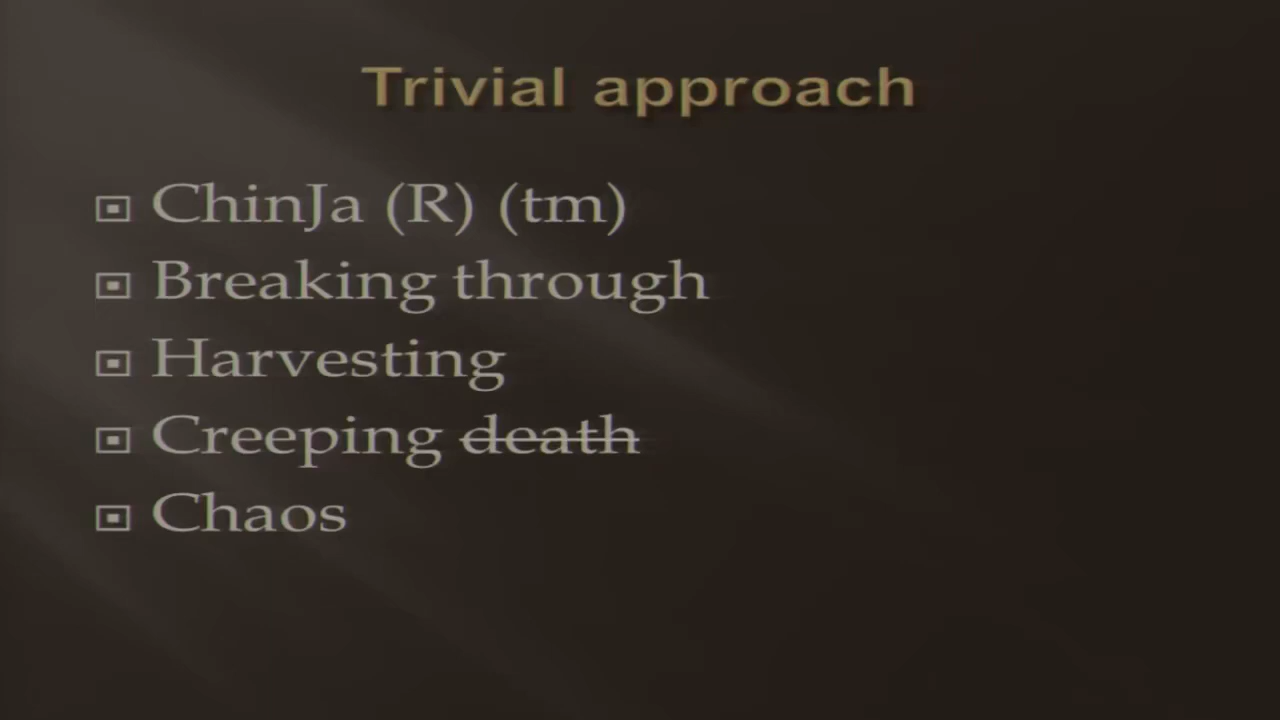 Trivial approach
ChinJa (R) (tm)
Breaking through
Harvesting
Creeping death
Chaos